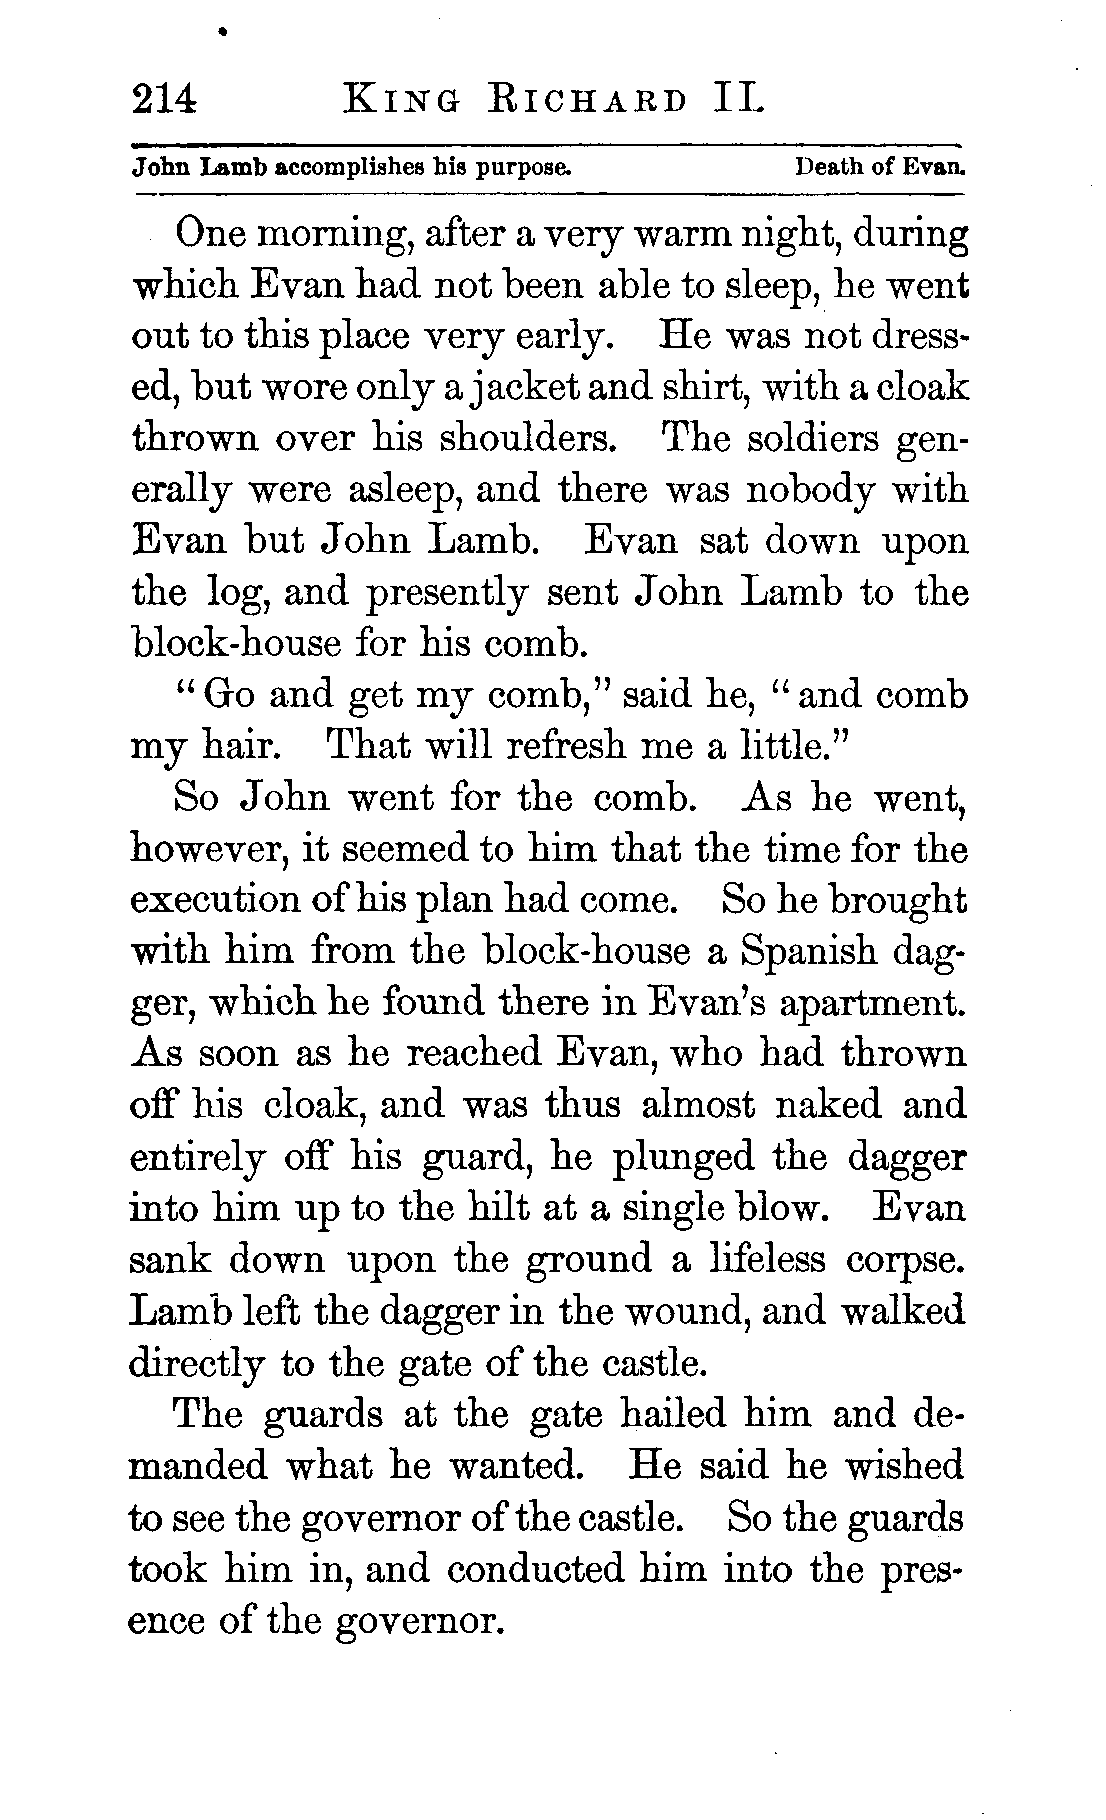 214 KING RICHARD II.
John Lamb accomplishes his purpose. Death of Evan.
One morning, after a very warm night, during
which Evan had not been able to sleep, he went
out to this place very early. He was not dress-
ed, but wore only a jacket and shirt, with a cloak
thrown over his shoulders. The soldiers gen-
erally were asleep, and there was nobody with
Evan but John Lamb. Evan sat down upon
the log, and presently sent John Lamb to the
block-house for his comb.
“Go and get my comb,” said he, “and comb
my hair. That will refresh me a little.”
So John went for the comb. As he went,
however, it seemed to him that the time for the
execution of his plan had come. So he brought
with him from the block-house a Spanish dag-
ger, which he found there in Evan’s apartment.
As soon as he reached Evan, who had thrown
off his cloak, and was thus almost naked and
entirely off his guard, he plunged the dagger
into him up to the hilt at a single blow. Evan
sank down upon the ground a lifeless corpse.
Lamb left the dagger in the wound, and walked
directly to the gate of the castle.
The guards at the gate hailed him and de-
manded what he wanted. He said he wished
to see the governor of the castle. So the guards
took him in, and conducted him into the pres-
ence of the governor.